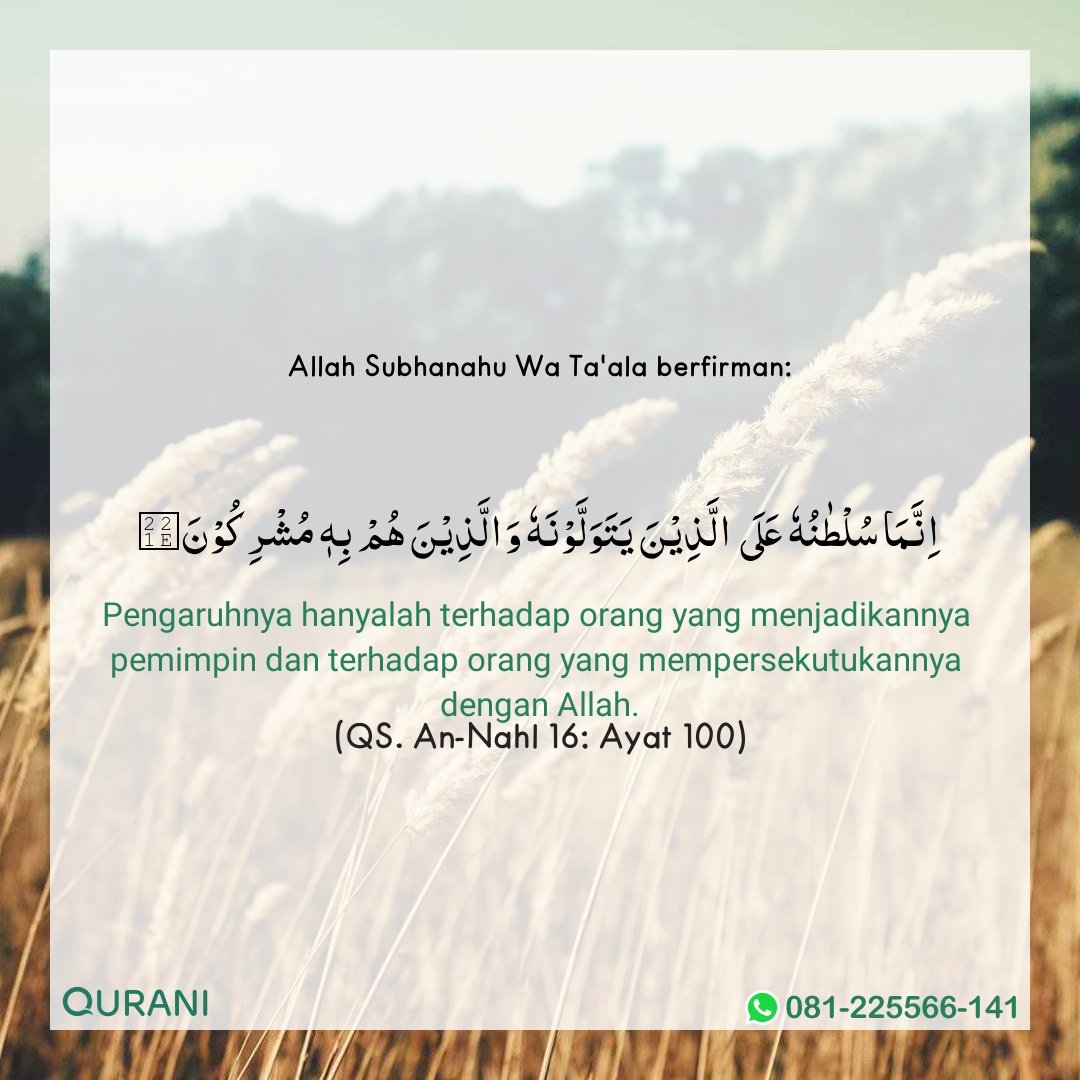 Allah Subhanahu Wa Ta'ala berfirman:
اِنَّمَا سُلْطٰنُهٗ عَلَى الَّذِيْنَ يَتَوَلَّوْنَهٗ وَالَّذِيْنَ هُمْ بِهٖ مُشْرِكُوْنَ
Pengaruhnya hanyalah terhadap orang yang menjadikannya
pemimpin dan terhadap orang yang mempersekutukannya
dengan Allah.
(QS. An-Nahl 16: Ayat 100)
QURANI
081-225566-141